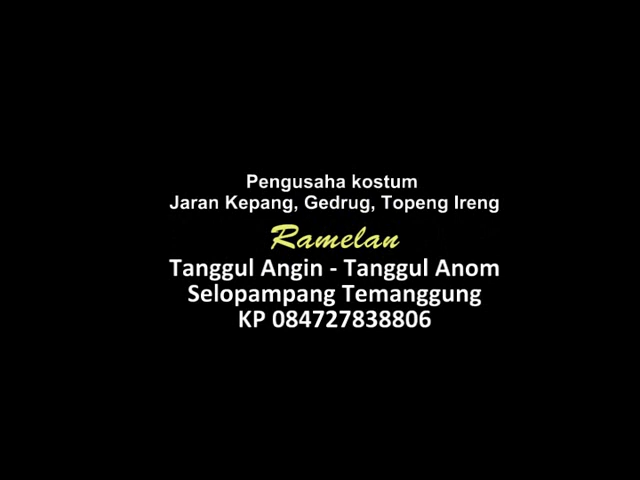 Pengusaha kostum
Jaran Kepang, Gedrug, Topeng Ireng
Ramelan
Tanggul Angin - Tanggul Anom
Selopampang Temanggung
KP 084727838806